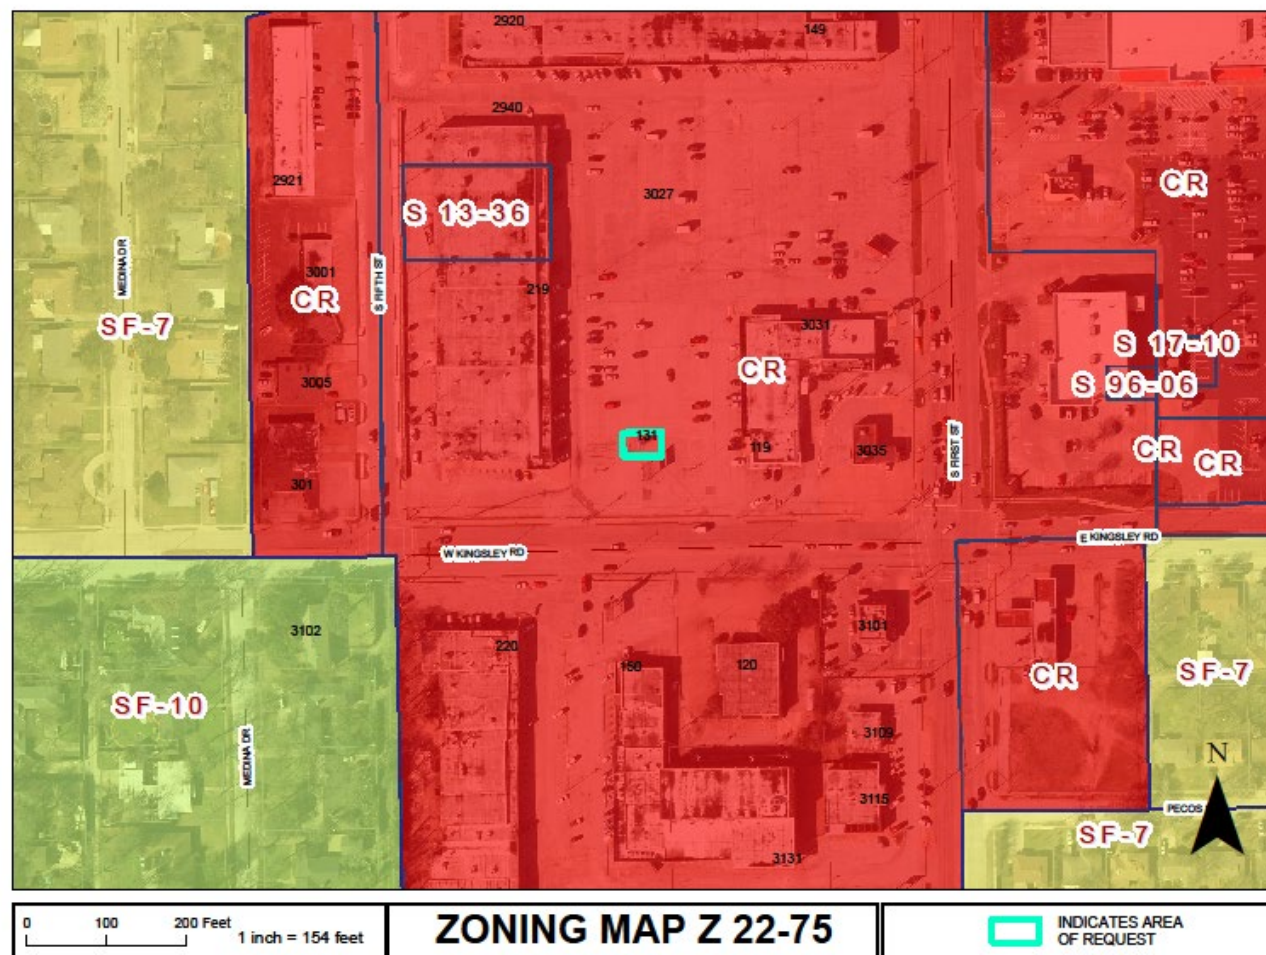 2920
149
2940
2921
3027
CR
S 13-36
MEDINA DR
S FIFTH ST
3001
CR
219
SF-7
3031
S 17-10
CR
3005
S 96-06
131
119
3035
S FIRST ST
CR
CR
301
W KINGSLEY RD
E KINGSLEY RD
3102
3101
220
150
120
CR
SF-7
SF-10
MEDINA DR
3109
N
3115
PECOS
SF-7
3131
0 100 200 Feet
1 inch = 154 feet
ZONING MAP Z 22-75
INDICATES AREA
OF REQUEST